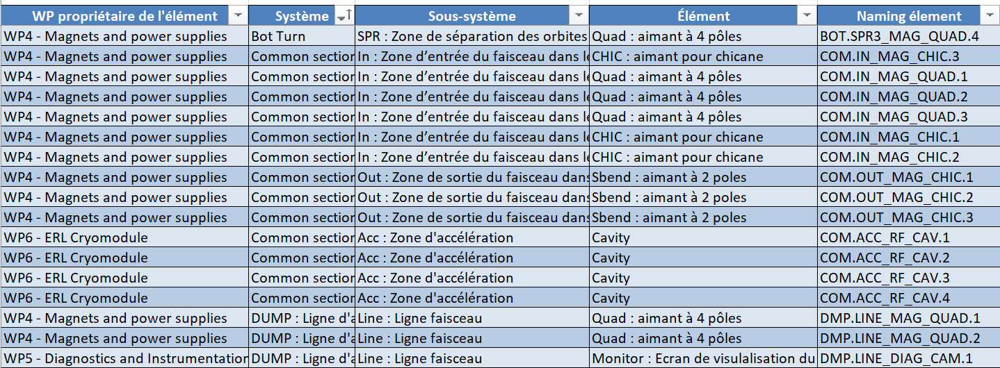 WP propriétaire de l'élément Système Sous-système Élément Naming élement
WP4 - Magnets and power supplies Bot Turn SPR : Zone de séparation des orbites Quad : aimant à 4 pôles BOT.SPR3_MAG_QUAD.4
WP4 - Magnets and power supplies Common section In : Zone d’entrée du faisceau dans le CHIC : aimant pour chicane COM.IN_MAG_CHIC.3
WP4 - Magnets and power supplies Common section In : Zone d’entrée du faisceau dans le Quad : aimant à 4 pôles COM.IN_MAG_QUAD.1
WP4 - Magnets and power supplies Common section In : Zone d’entrée du faisceau dans le Quad : aimant à 4 pôles COM.IN_MAG_QUAD.2
WP4 - Magnets and power supplies Common section In : Zone d’entrée du faisceau dans le Quad : aimant à 4 pôles COM.IN_MAG_QUAD.3
WP4 - Magnets and power supplies Common section In : Zone d’entrée du faisceau dans le CHIC : aimant pour chicane COM.IN_MAG_CHIC.1
WP4 - Magnets and power supplies Common section In : Zone d’entrée du faisceau dans le CHIC : aimant pour chicane COM.IN_MAG_CHIC.2
WP4 - Magnets and power supplies Common section Out : Zone de sortie du faisceau dans Sbend : aimant à 2 poles COM.OUT_MAG_CHIC.1
WP4 - Magnets and power supplies Common section Out : Zone de sortie du faisceau dans Sbend : aimant à 2 poles COM.OUT_MAG_CHIC.2
WP4 - Magnets and power supplies Common section Out : Zone de sortie du faisceau dans Sbend : aimant à 2 poles COM.OUT_MAG_CHIC.3
WP6 - ERL Cryomodule Common section Acc : Zone d'accélération Cavity COM.ACC_RF_CAV.1
WP6 - ERL Cryomodule Common section Acc : Zone d'accélération Cavity COM.ACC_RF_CAV.2
WP6 - ERL Cryomodule Common section Acc : Zone d'accélération Cavity COM.ACC_RF_CAV.3
WP6 - ERL Cryomodule Common section Acc : Zone d'accélération Cavity COM.ACC_RF_CAV.4
WP4 - Magnets and power supplies DUMP : Ligne d'a Line : Ligne faisceau Quad : aimant à 4 pôles DMP.LINE_MAG_QUAD.1
WP4 - Magnets and power supplies DUMP : Ligne d'a Line : Ligne faisceau Quad : aimant à 4 pôles DMP.LINE_MAG_QUAD.2
WP5 - Diagnostics and Instrumentation DUMP : Ligne d'a Line : Ligne faisceau Monitor : Ecran de visulalisation du DMP.LINE_DIAG_CAM.1